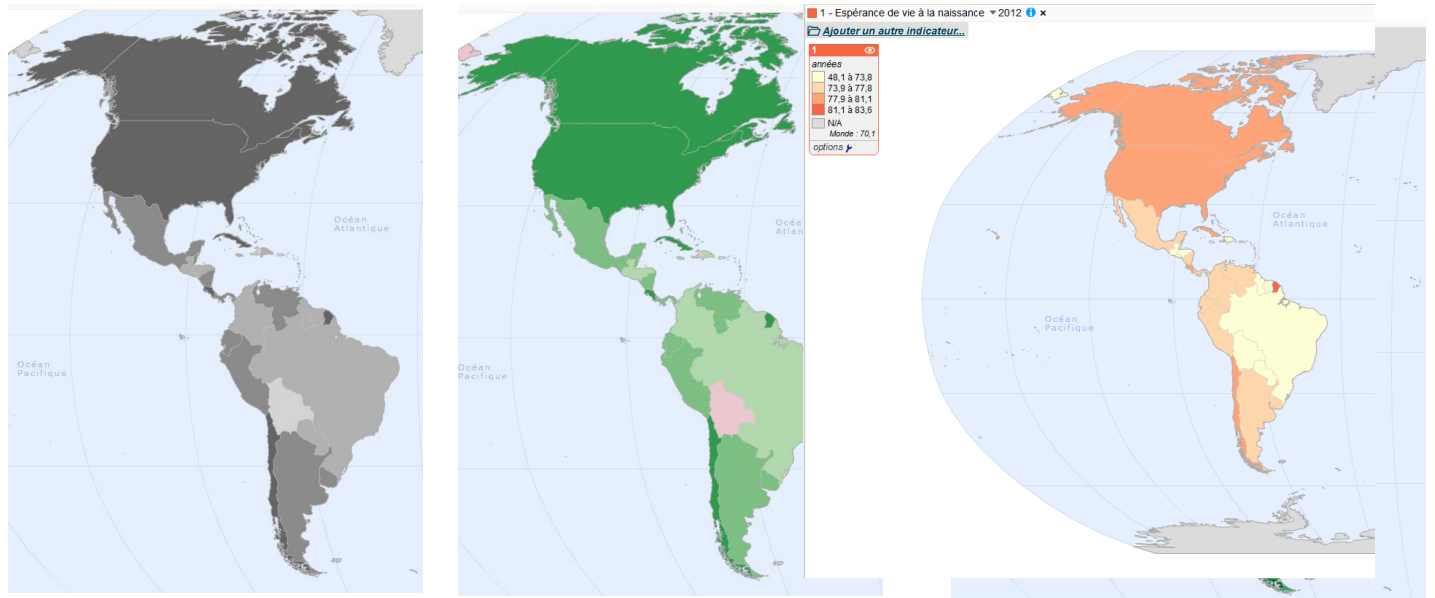 Océan
Atlantique
Océan
Pacifique
Océa
Atlan
Océan
Pacifique
1 - Espérance de vie à la naissance ▾ 2012 i ×
Ajouter un autre indicateur...
1
années
48,1 à 73,8
73,9 à 77,8
77,9 à 81,1
81,1 à 83,6
N/A
Monde : 70,1
options
Océan
Atlantique
Océan
Pacifique